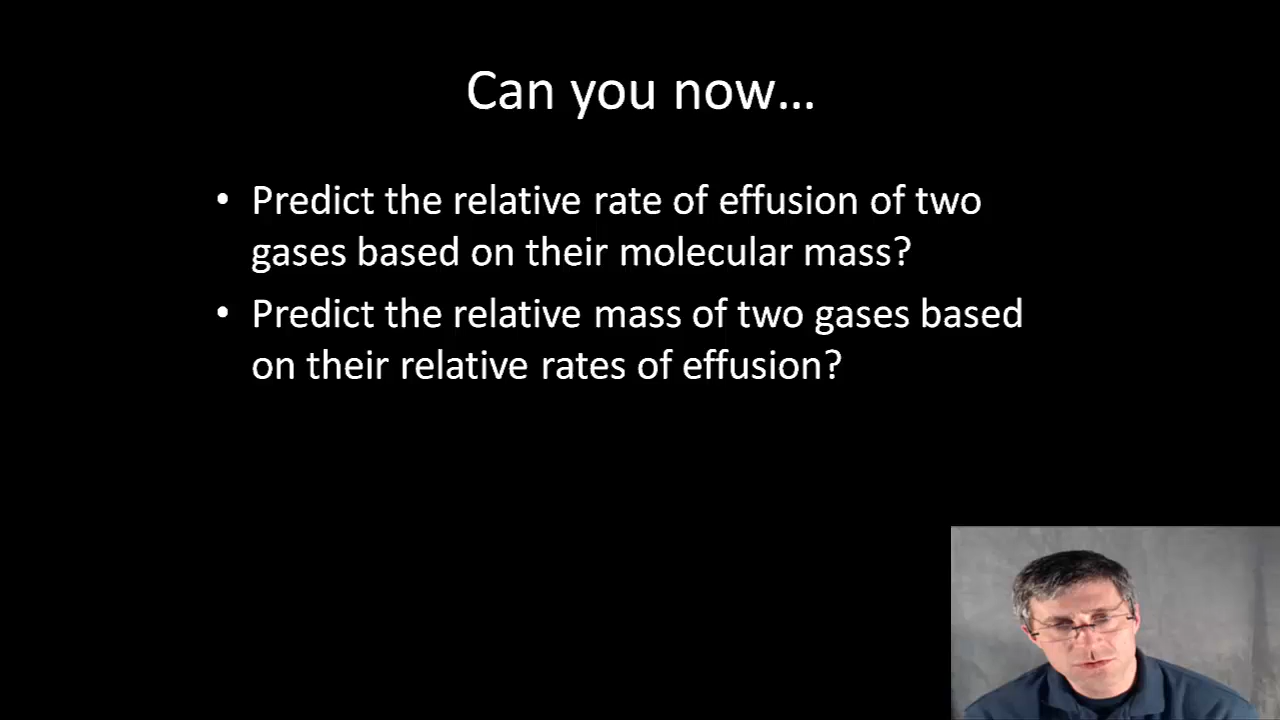 Can you now…
• Predict the relative rate of effusion of two
gases based on their molecular mass?
• Predict the relative mass of two gases based
on their relative rates of effusion?